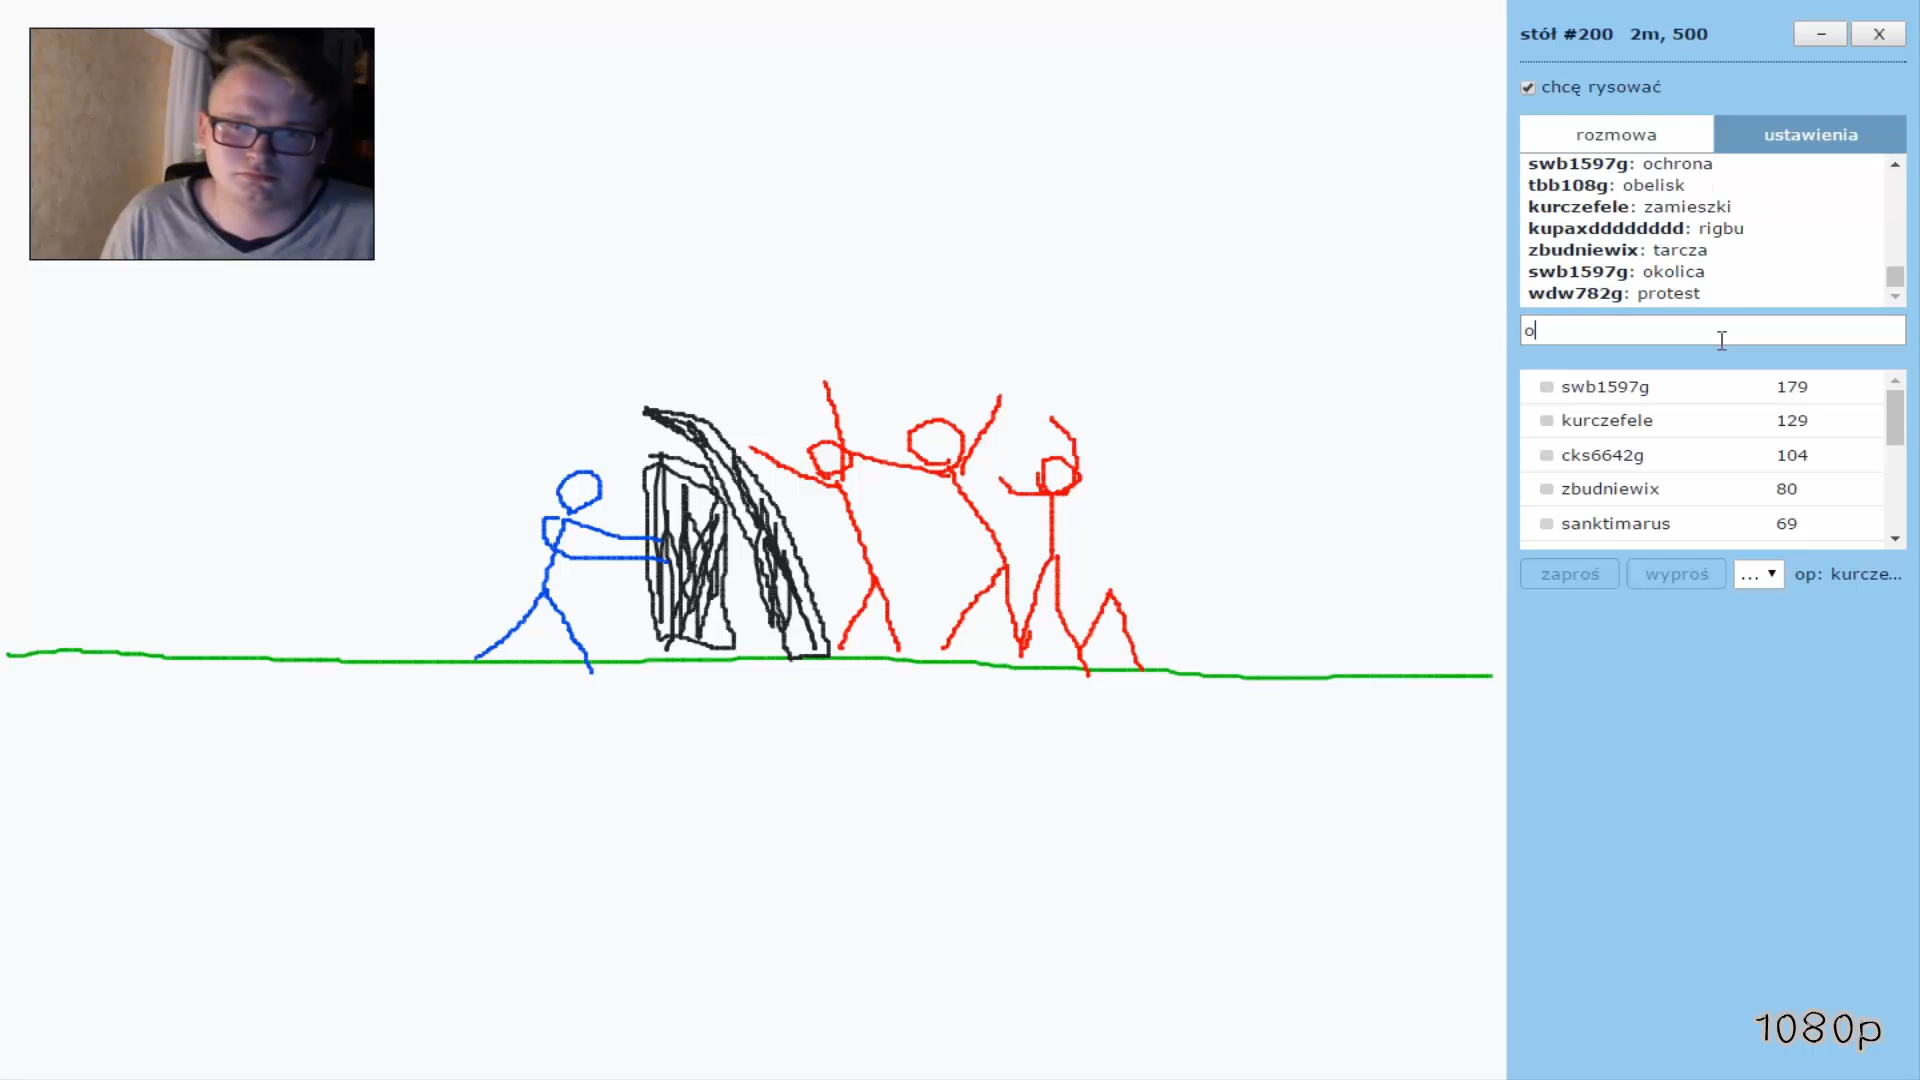 stół #200 2m, 500
– X
chcę rysować
rozmowa ustawienia
swb1597g: ochrona
tbb108g: obelisk
kurczefele: zamieszki
kupaxdddddddd: rigbu
zbudniewix: tarcza
swb1597g: okolica
wdw782g: protest
o
swb1597g 179
kurczefele 129
cks6642g 104
zbudniewix 80
sanktimarus 69
zaproś wyproś ... op: kurcze...
1080p